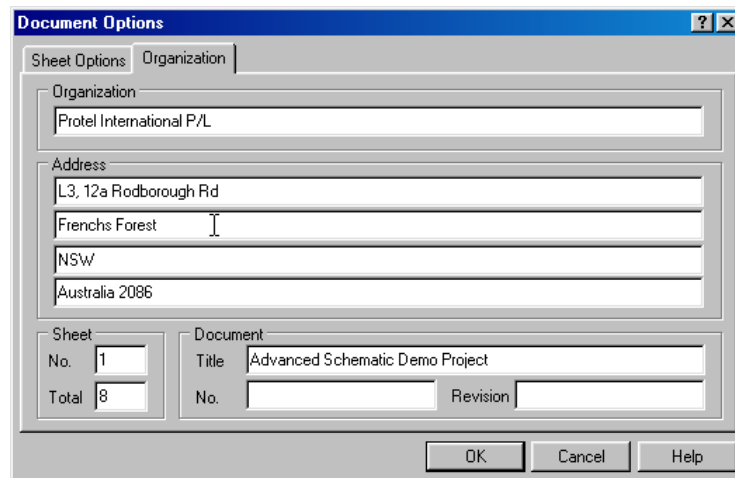 Document Options
Sheet Options Organization
Organization
Protel International P/L
Address
L3, 12a Rodborough Rd
Frenchs Forest
NSW
Australia 2086
Sheet Document
No. 1 Title Advanced Schematic Demo Project
Total 8 No. Revision
OK Cancel Help